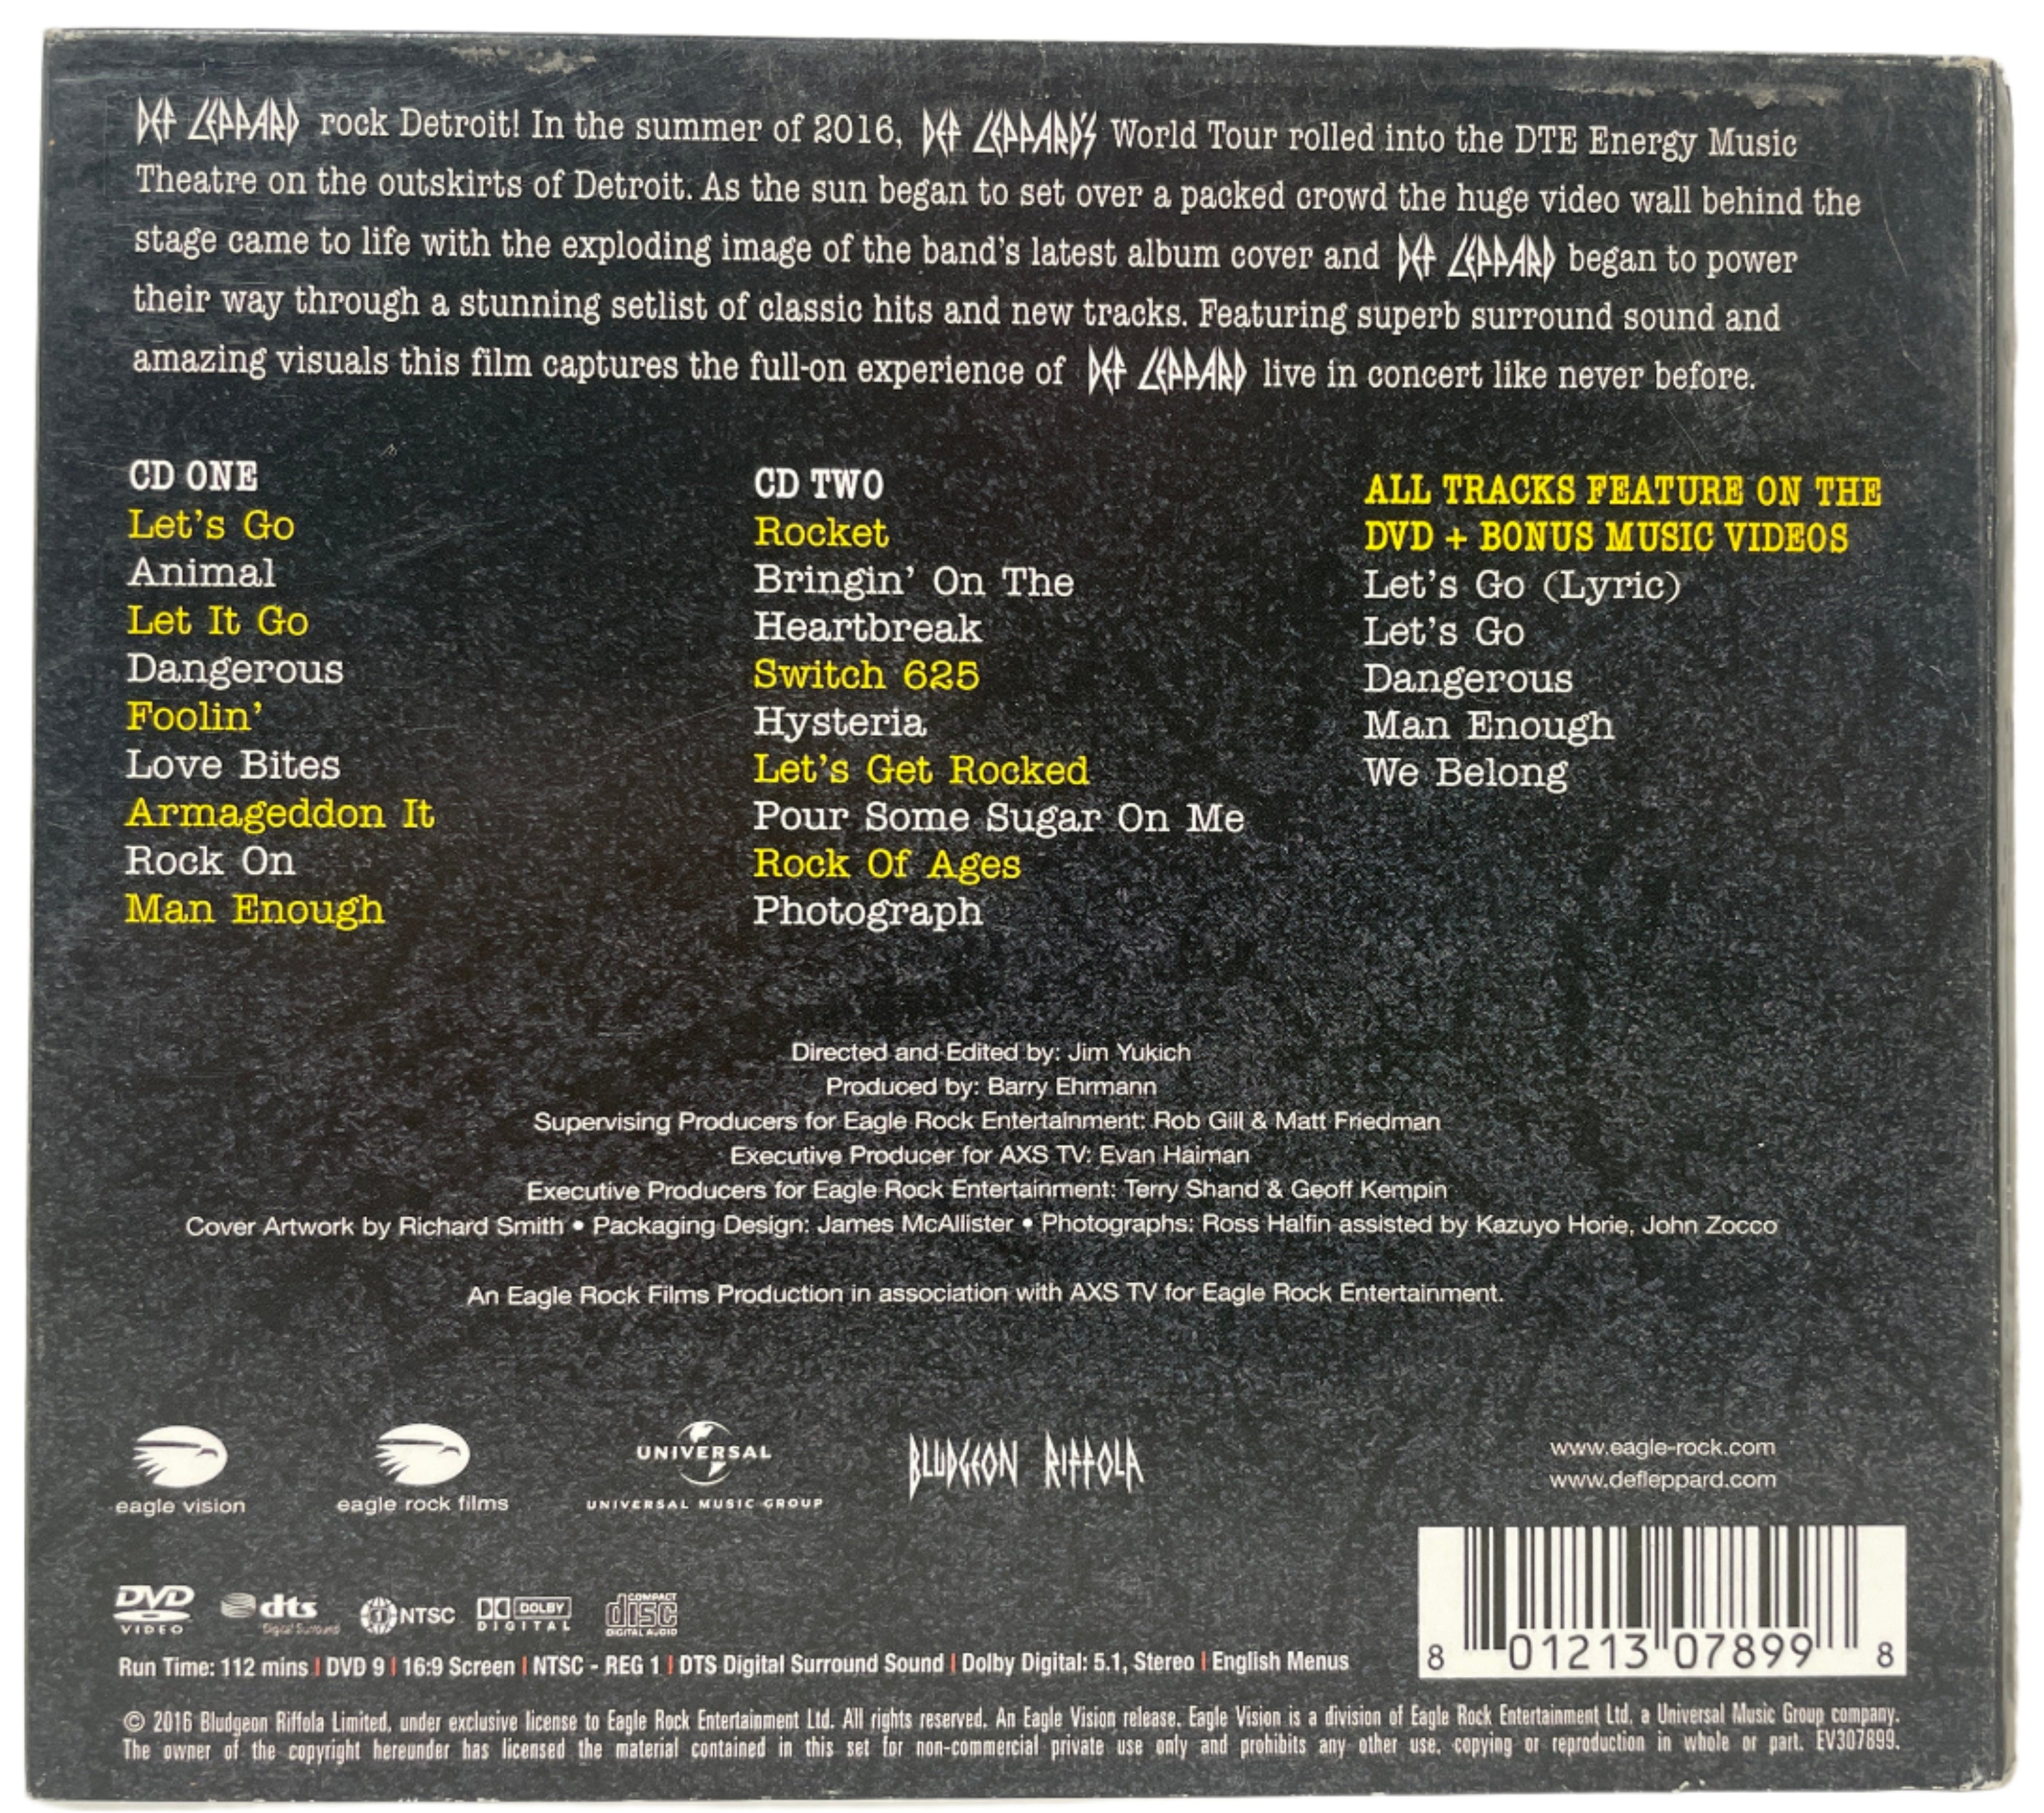 DEF LEPPARD rock Detroit! In the summer of 2016, DEF LEPPARD'S World Tour rolled into the DTE Energy Music
Theatre on the outskirts of Detroit. As the sun began to set over a packed crowd the huge video wall behind the
stage came to life with the exploding image of the band's latest album cover and DEF LEPPARD began to power
their way through a stunning setlist of classic hits and new tracks. Featuring superb surround sound and
amazing visuals this film captures the full-on experience of DEF LEPPARD live in concert like never before.
CD ONE
Let's Go
Animal
Let It Go
Dangerous
Foolin'
Love Bites
Armageddon It
Rock On
Man Enough
CD TWO
Rocket
Bringin' On The
Heartbreak
Switch 625
Hysteria
Let's Get Rocked
Pour Some Sugar On Me
Rock Of Ages
Photograph
ALL TRACKS FEATURE ON THE
DVD + BONUS MUSIC VIDEOS
Let's Go (Lyric)
Let's Go
Dangerous
Man Enough
We Belong
Directed and Edited by: Jim Yukich
Produced by: Barry Ehrmann
Supervising Producers for Eagle Rock Entertainment: Rob Gill & Matt Friedman
Executive Producer for AXS TV: Evan Haiman
Executive Producers for Eagle Rock Entertainment: Terry Shand & Geoff Kempin
Cover Artwork by Richard Smith • Packaging Design: James McAllister • Photographs: Ross Halfin assisted by Kazuyo Horie, John Zocco
An Eagle Rock Films Production in association with AXS TV for Eagle Rock Entertainment.
eagle vision
eagle rock films
UNIVERSAL
UNIVERSAL MUSIC GROUP
BLUDGEON RIFFOLA
www.eagle-rock.com
www.defleppard.com
DVD VIDEO
dts Digital Surround
1 NTSC
DOLBY DIGITAL
COMPACT disc DIGITAL AUDIO
8 01213 07899 8
Run Time: 112 mins | DVD 9 | 16:9 Screen | NTSC - REG 1 | DTS Digital Surround Sound | Dolby Digital: 5.1, Stereo | English Menus
© 2016 Bludgeon Riffola Limited, under exclusive license to Eagle Rock Entertainment Ltd. All rights reserved. An Eagle Vision release. Eagle Vision is a division of Eagle Rock Entertainment Ltd, a Universal Music Group company.
The owner of the copyright hereunder has licensed the material contained in this set for non-commercial private use only and prohibits any other use, copying or reproduction in whole or part. EV307899.